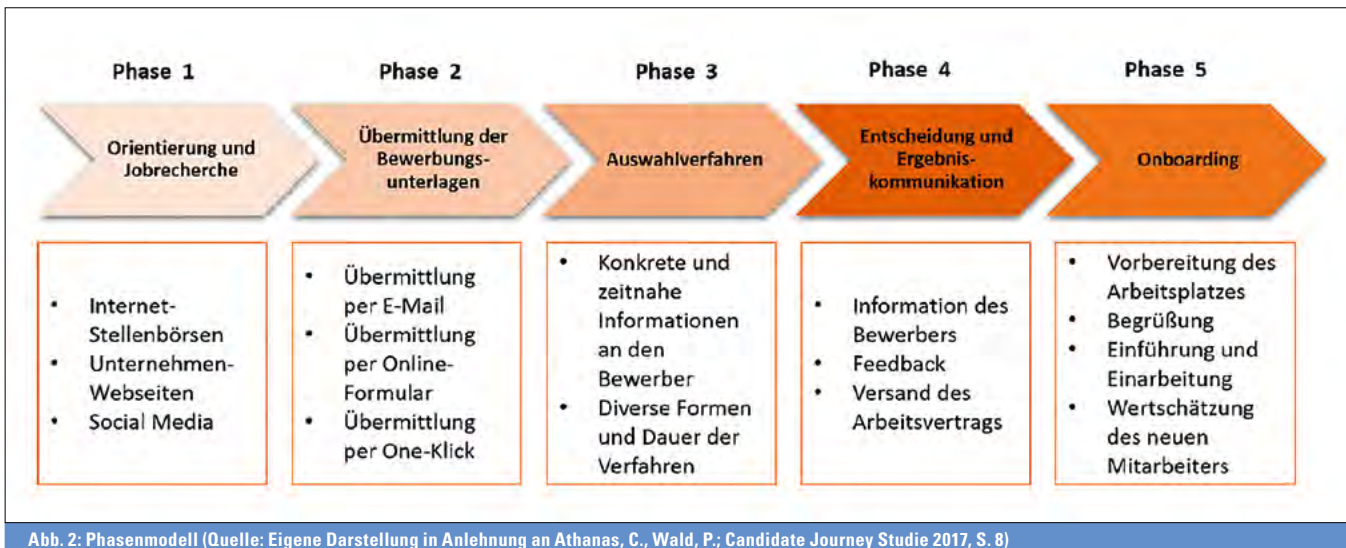 Phase 1
Phase 2
Phase 3
Phase 4
Phase 5
Orientierung und
Jobrecherche
Übermittlung der
Bewerbungs-
unterlagen
Auswahlverfahren
Entscheidung und
Ergebnis-
kommunikation
Onboarding
• Internet-
Stellenbörsen
• Unternehmen-
Webseiten
• Social Media
• Übermittlung
per E-Mail
• Übermittlung
per Online-
Formular
• Übermittlung
per One-Klick
• Konkrete und
zeitnahe
Informationen
an den
Bewerber
• Diverse Formen
und Dauer der
Verfahren
• Information des
Bewerbers
• Feedback
• Versand des
Arbeitsvertrags
• Vorbereitung des
Arbeitsplatzes
• Begrüßung
• Einführung und
Einarbeitung
• Wertschätzung
des neuen
Mitarbeiters
Abb. 2: Phasenmodell (Quelle: Eigene Darstellung in Anlehnung an Athanas, C., Wald, P.; Candidate Journey Studie 2017, S. 8)